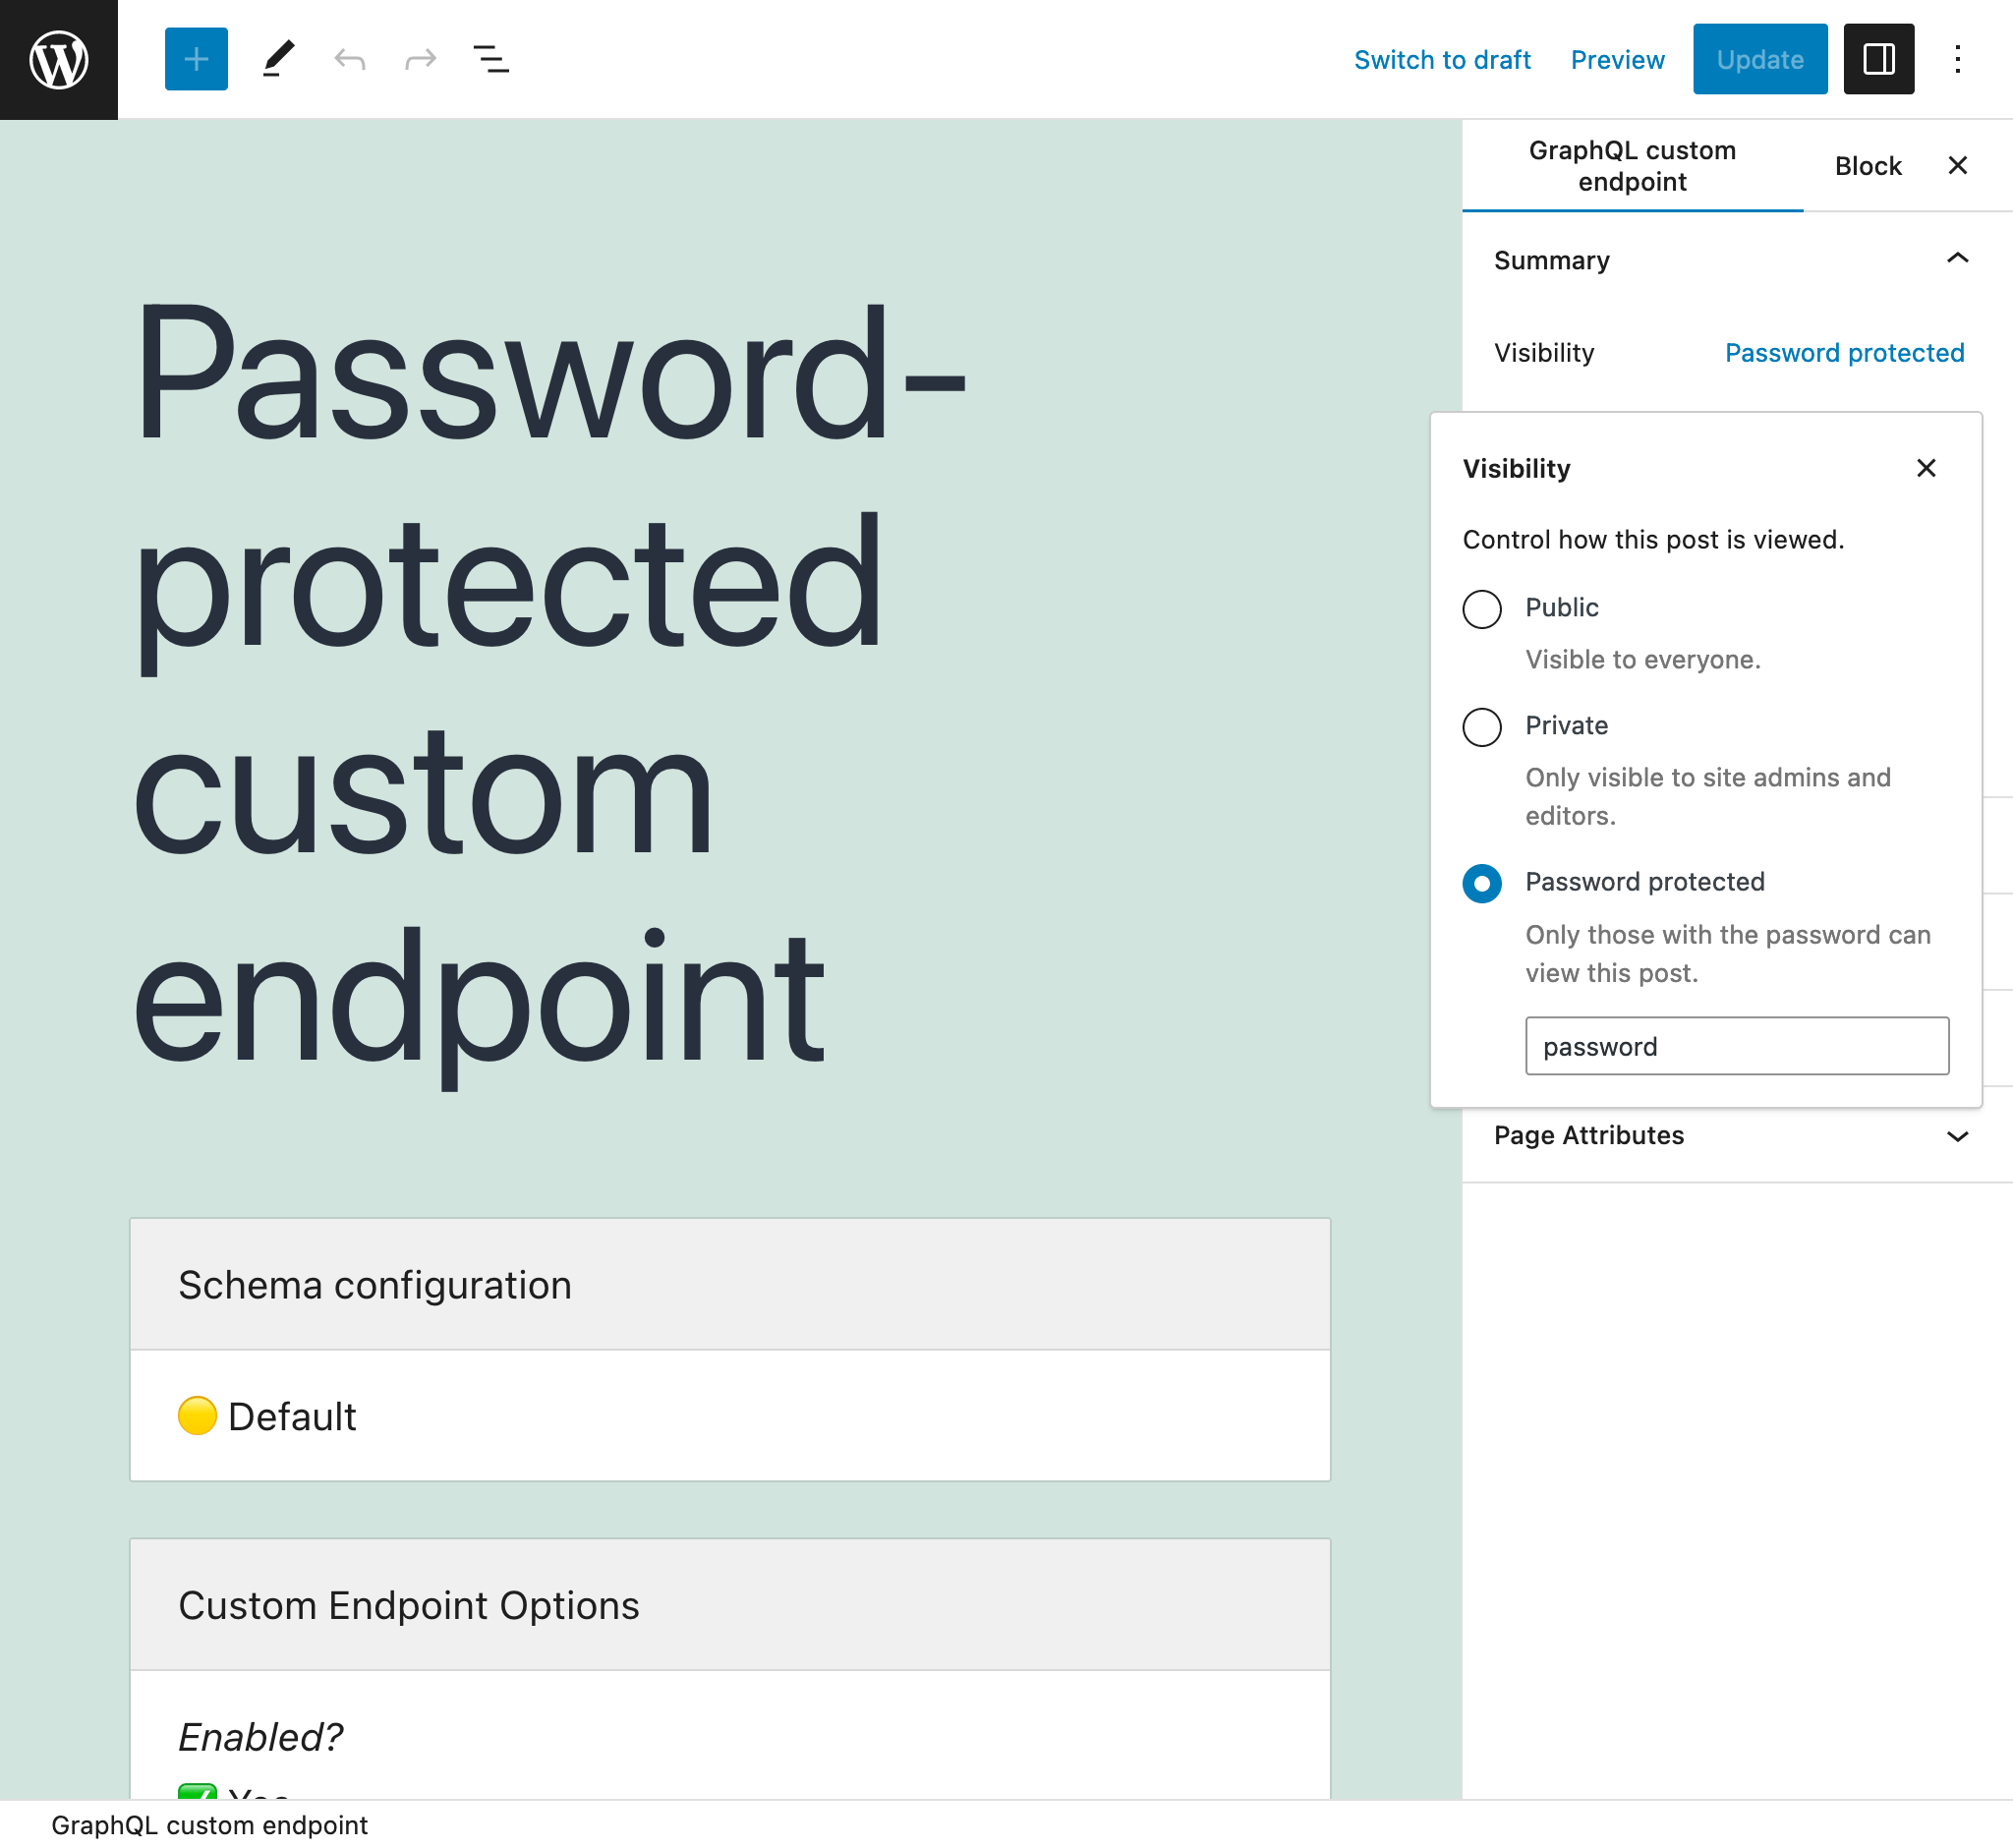 Switch to draft
Preview
Update
Password-
protected
custom
endpoint
Schema configuration
Default
Custom Endpoint Options
Enabled?
Yes
GraphQL custom
endpoint
Block
Summary
Visibility
Password protected
Visibility
Control how this post is viewed.
Public
Visible to everyone.
Private
Only visible to site admins and
editors.
Password protected
Only those with the password can
view this post.
password
Page Attributes
GraphQL custom endpoint